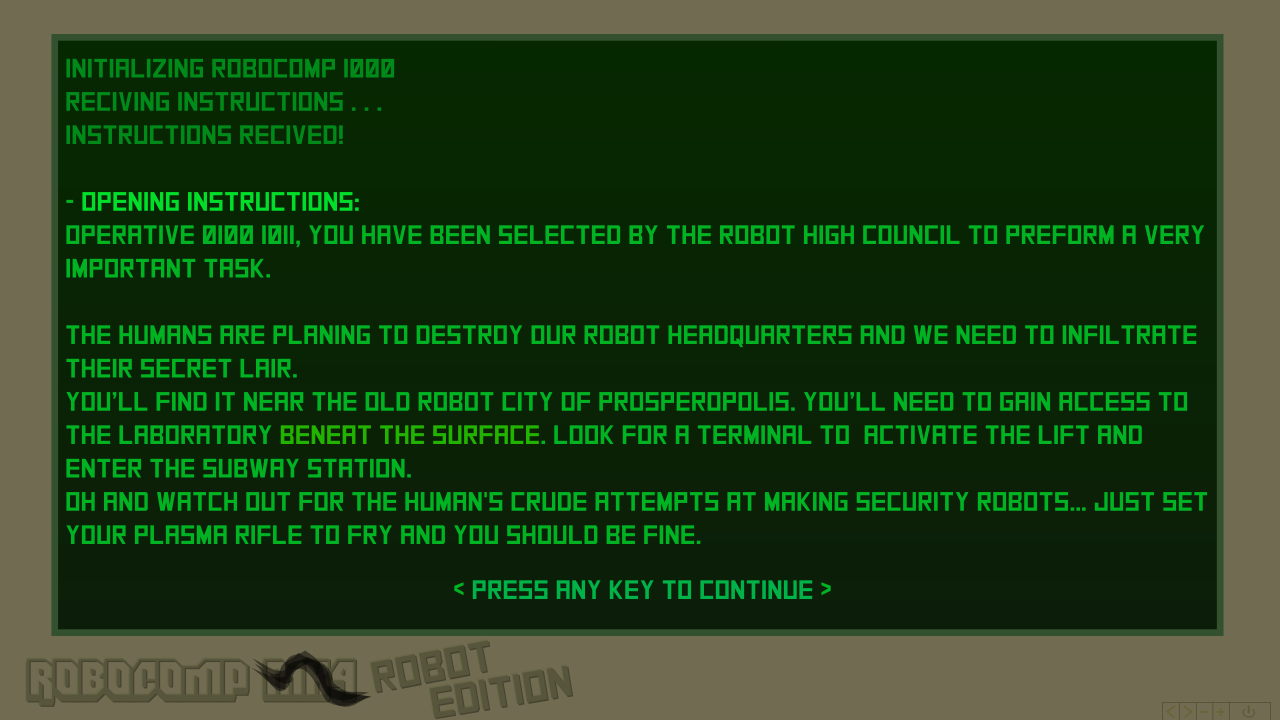 INITIALIZING ROBOCOMP 1000
RECIVING INSTRUCTIONS . . .
INSTRUCTIONS RECIVED!
- OPENING INSTRUCTIONS:
OPERATIVE 0100 1011, YOU HAVE BEEN SELECTED BY THE ROBOT HIGH COUNCIL TO PREFORM A VERY
IMPORTANT TASK.
THE HUMANS ARE PLANING TO DESTROY OUR ROBOT HEADQUARTERS AND WE NEED TO INFILTRATE
THEIR SECRET LAIR.
YOU'LL FIND IT NEAR THE OLD ROBOT CITY OF PROSPEROPOLIS. YOU'LL NEED TO GAIN ACCESS TO
THE LABORATORY BENEAT THE SURFACE. LOOK FOR A TERMINAL TO  ACTIVATE THE LIFT AND
ENTER THE SUBWAY STATION.
OH AND WATCH OUT FOR THE HUMAN'S CRUDE ATTEMPTS AT MAKING SECURITY ROBOTS... JUST SET
YOUR PLASMA RIFLE TO FRY AND YOU SHOULD BE FINE.
< PRESS ANY KEY TO CONTINUE >
ROBOCOMP ROBOT
EDITION